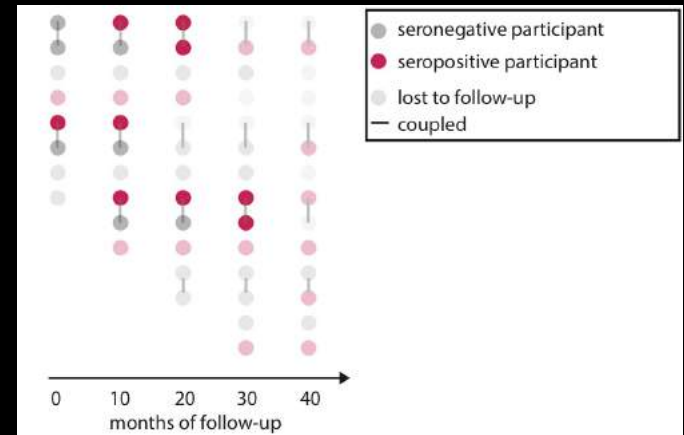 seronegative participant
seropositive participant
lost to follow-up
coupled
0 10 20 30 40
months of follow-up